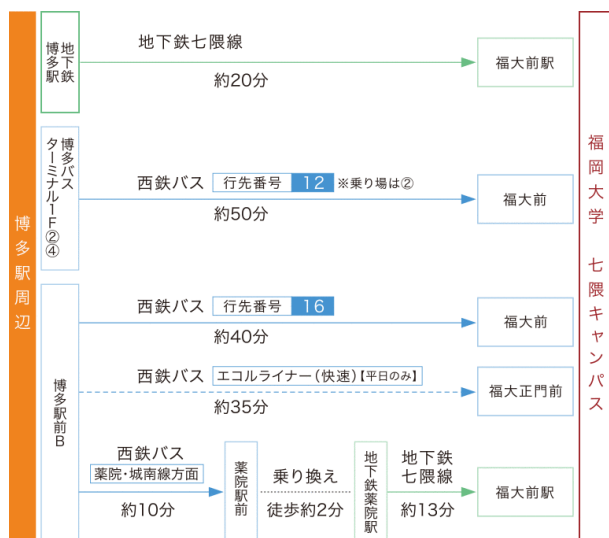 博多駅周辺
地下鉄
博多駅
地下鉄七隈線
約20分
福大前駅
博多バス
ターミナル1F②④
西鉄バス 行先番号 12 ※乗り場は②
約50分
福大前
博多駅前B
西鉄バス 行先番号 16
約40分
福大前
西鉄バス エコルライナー(快速)【平日のみ】
約35分
福大正門前
西鉄バス
薬院・城南線方面
約10分
薬院駅前
乗り換え
徒歩約2分
地下鉄薬院駅
地下鉄
七隈線
約13分
福大前駅
福岡大学 七隈キャンパス